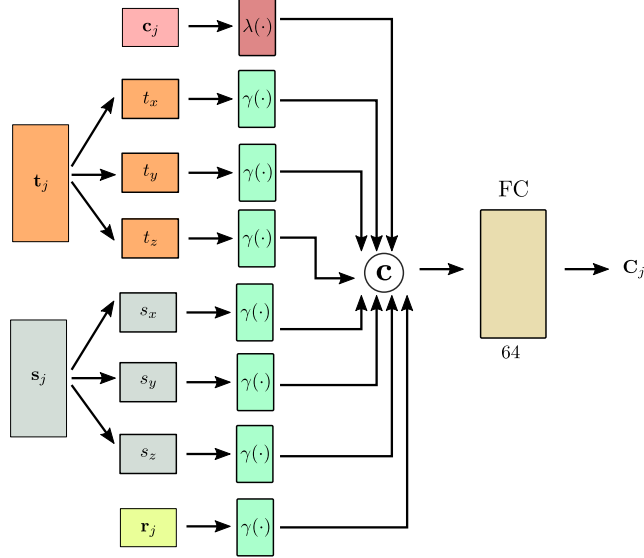 c_j λ(·)
t_x γ(·)
t_j t_y γ(·)
t_z γ(·)
FC
c C_j
64
s_x γ(·)
s_j s_y γ(·)
s_z γ(·)
r_j γ(·)